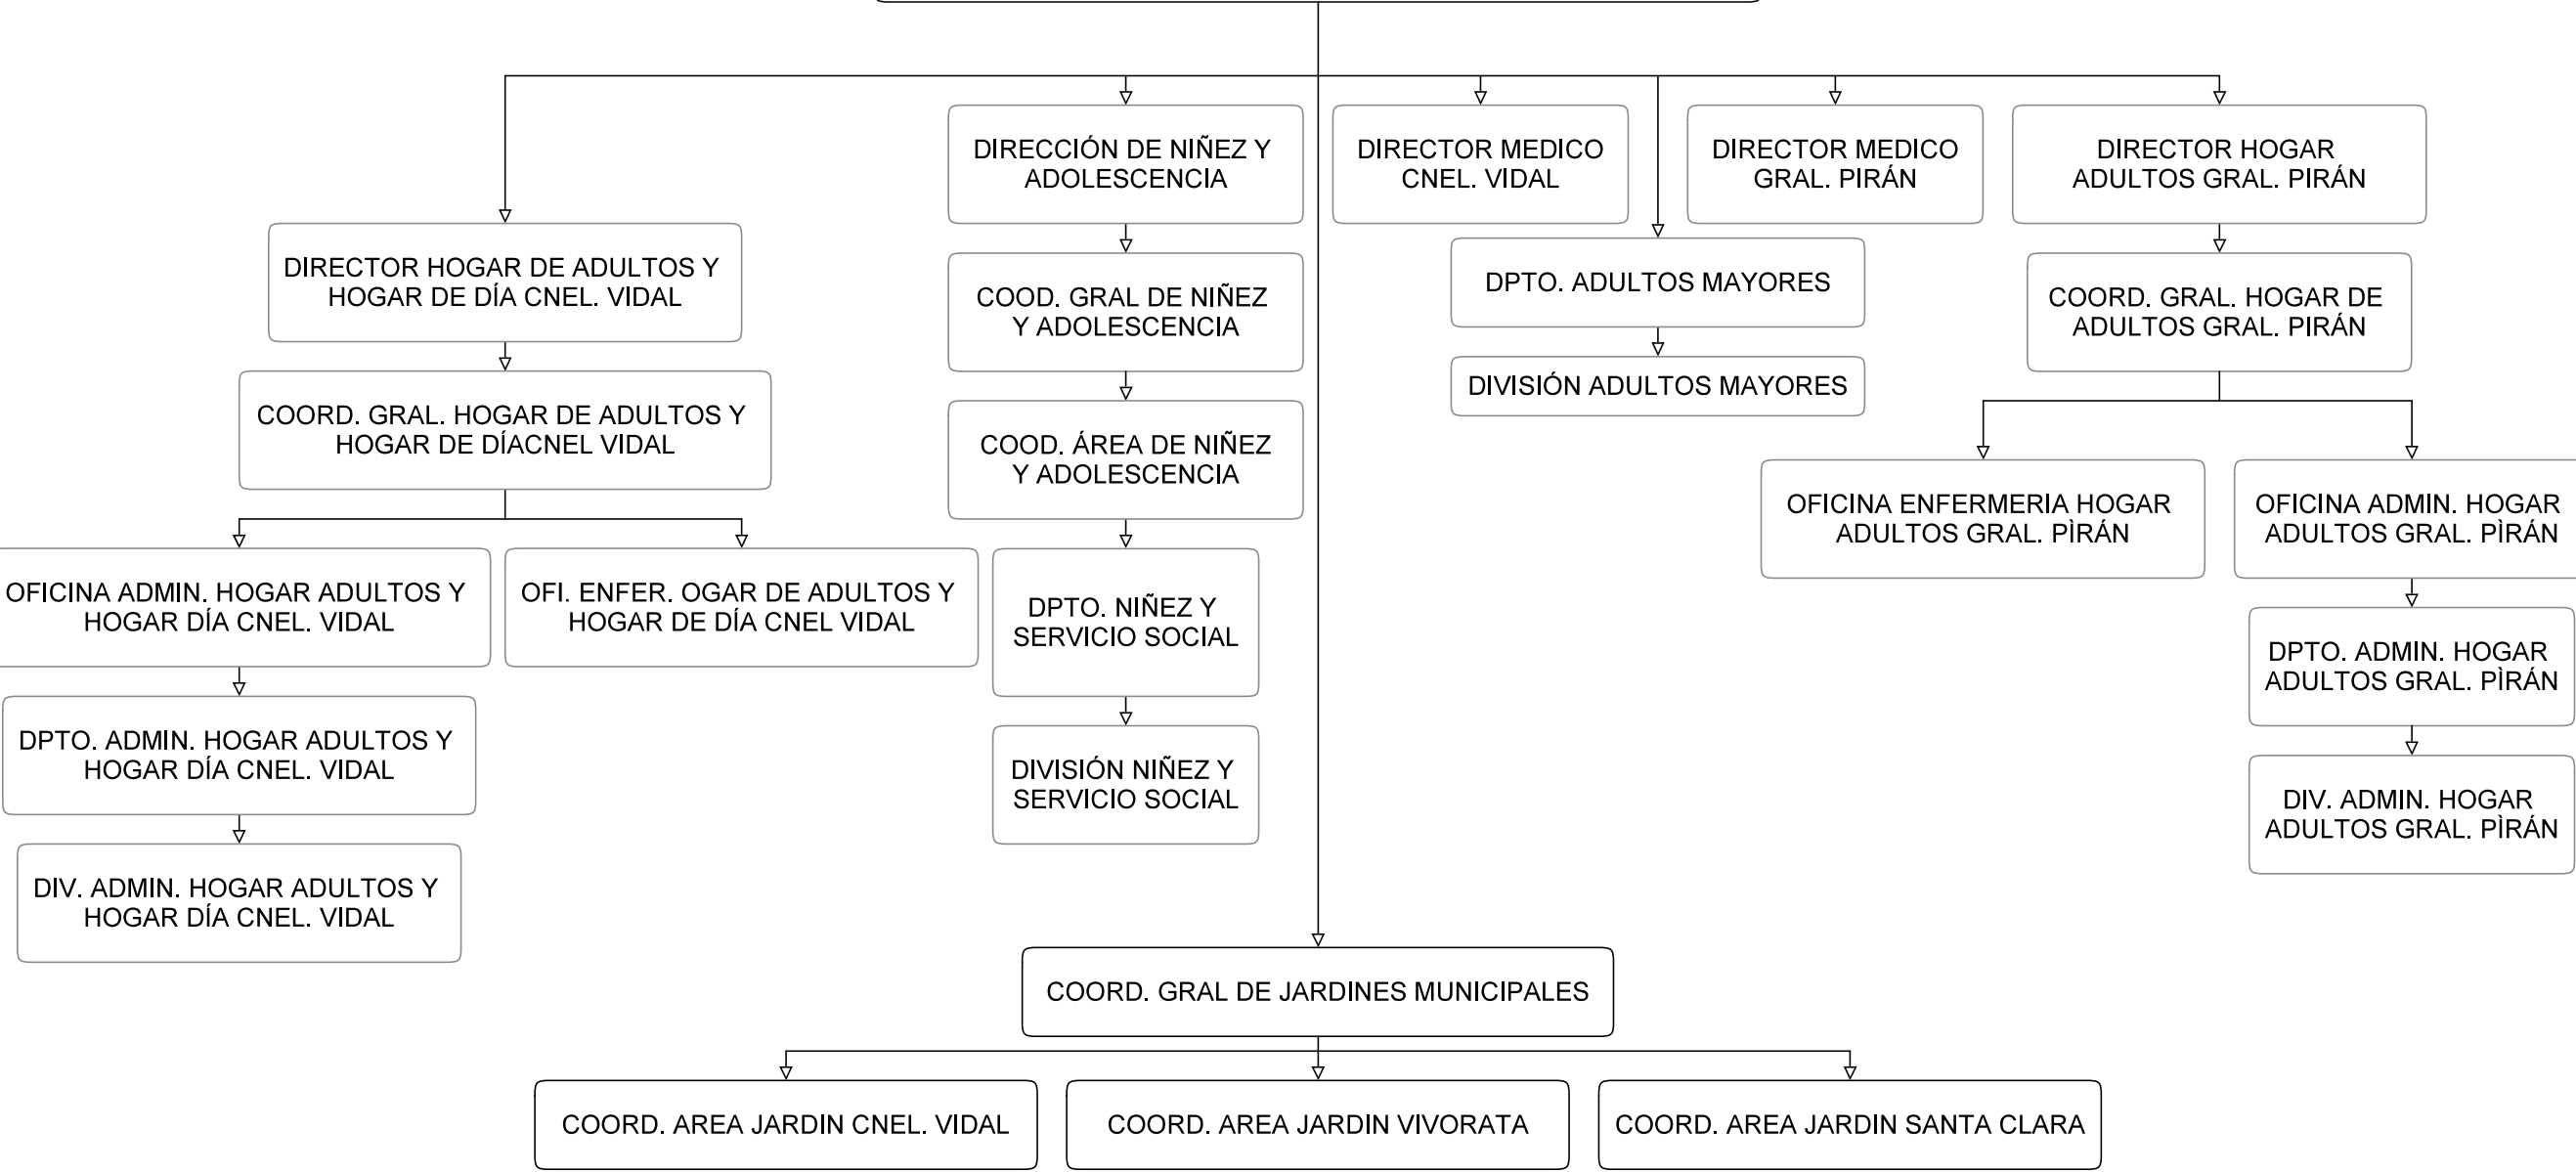 DIRECCIÓN DE NIÑEZ Y
ADOLESCENCIA
DIRECTOR MEDICO
CNEL. VIDAL
DIRECTOR MEDICO
GRAL. PIRÁN
DIRECTOR HOGAR
ADULTOS GRAL. PIRÁN
DIRECTOR HOGAR DE ADULTOS Y
HOGAR DE DÍA CNEL. VIDAL
COOD. GRAL DE NIÑEZ
Y ADOLESCENCIA
DPTO. ADULTOS MAYORES
COORD. GRAL. HOGAR DE
ADULTOS GRAL. PIRÁN
DIVISIÓN ADULTOS MAYORES
COORD. GRAL. HOGAR DE ADULTOS Y
HOGAR DE DÍACNEL VIDAL
COOD. ÁREA DE NIÑEZ
Y ADOLESCENCIA
OFICINA ENFERMERIA HOGAR
ADULTOS GRAL. PÌRÁN
OFICINA ADMIN. HOGAR
ADULTOS GRAL. PÌRÁN
OFICINA ADMIN. HOGAR ADULTOS Y
HOGAR DÍA CNEL. VIDAL
OFI. ENFER. OGAR DE ADULTOS Y
HOGAR DE DÍA CNEL VIDAL
DPTO. NIÑEZ Y
SERVICIO SOCIAL
DPTO. ADMIN. HOGAR
ADULTOS GRAL. PÌRÁN
DPTO. ADMIN. HOGAR ADULTOS Y
HOGAR DÍA CNEL. VIDAL
DIVISIÓN NIÑEZ Y
SERVICIO SOCIAL
DIV. ADMIN. HOGAR
ADULTOS GRAL. PÌRÁN
DIV. ADMIN. HOGAR ADULTOS Y
HOGAR DÍA CNEL. VIDAL
COORD. GRAL DE JARDINES MUNICIPALES
COORD. AREA JARDIN CNEL. VIDAL
COORD. AREA JARDIN VIVORATA
COORD. AREA JARDIN SANTA CLARA